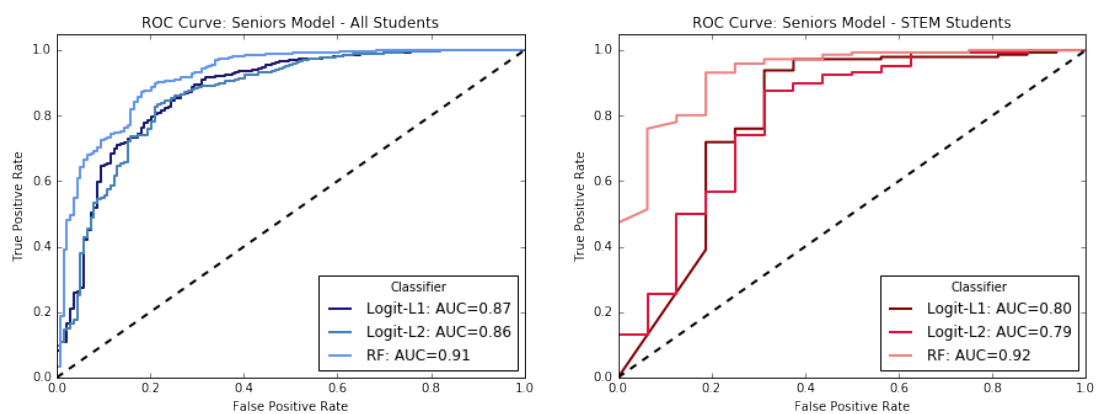 ROC Curve: Seniors Model - All Students
1.0
0.8
0.6
0.4
0.2
0.0
True Positive Rate
0.0 0.2 0.4 0.6 0.8 1.0
False Positive Rate
Classifier
Logit-L1: AUC=0.87
Logit-L2: AUC=0.86
RF: AUC=0.91
ROC Curve: Seniors Model - STEM Students
1.0
0.8
0.6
0.4
0.2
0.0
True Positive Rate
0.0 0.2 0.4 0.6 0.8 1.0
False Positive Rate
Classifier
Logit-L1: AUC=0.80
Logit-L2: AUC=0.79
RF: AUC=0.92